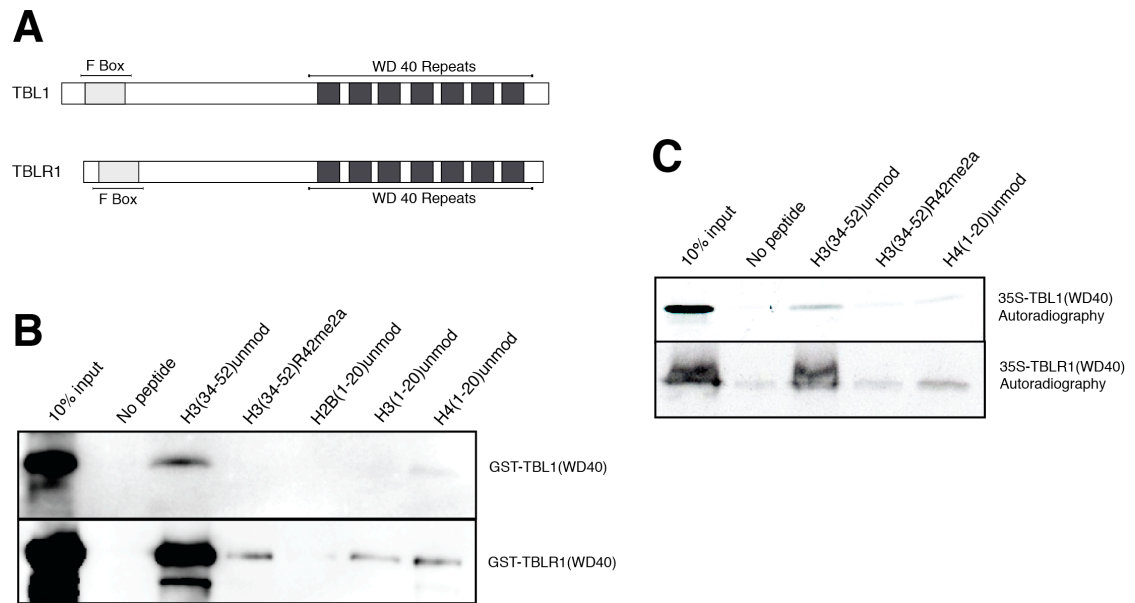 A
F Box
WD 40 Repeats
TBL1
TBLR1
F Box
WD 40 Repeats
B
10% input
No peptide
H3(34-52)unmod
H3(34-52)R42me2a
H2B(1-20)unmod
H3(1-20)unmod
H4(1-20)unmod
GST-TBL1(WD40)
GST-TBLR1(WD40)
C
10% input
No peptide
H3(34-52)unmod
H3(34-52)R42me2a
H4(1-20)unmod
35S-TBL1(WD40)
Autoradiography
35S-TBLR1(WD40)
Autoradiography